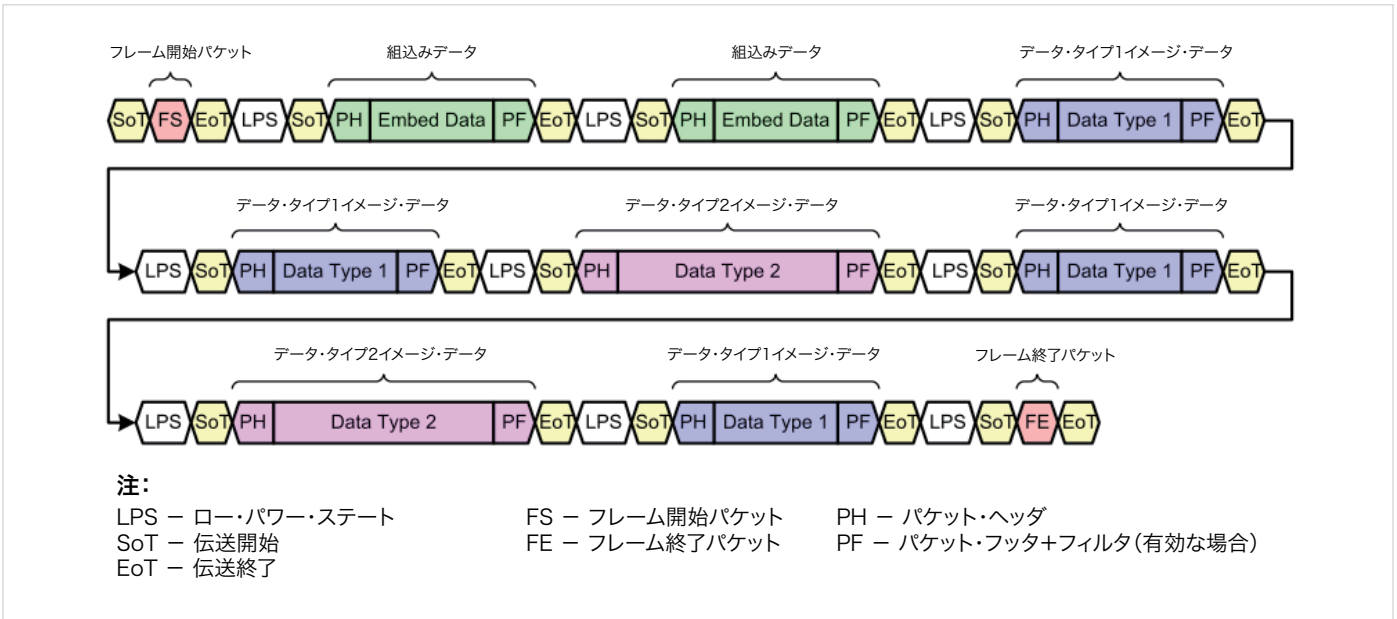 フレーム開始パケット 組込みデータ 組込みデータ データ・タイプ1イメージ・データ
SoT FS EoT LPS SoT PH Embed Data PF EoT LPS SoT PH Embed Data PF EoT LPS SoT PH Data Type 1 PF EoT
データ・タイプ1イメージ・データ データ・タイプ2イメージ・データ データ・タイプ1イメージ・データ
LPS SoT PH Data Type 1 PF EoT LPS SoT PH Data Type 2 PF EoT LPS SoT PH Data Type 1 PF EoT
データ・タイプ2イメージ・データ データ・タイプ1イメージ・データ フレーム終了パケット
LPS SoT PH Data Type 2 PF EoT LPS SoT PH Data Type 1 PF EoT LPS SoT FE EoT
注：
LPS － ロー・パワー・ステート FS － フレーム開始パケット PH － パケット・ヘッダ
SoT － 伝送開始 FE － フレーム終了パケット PF － パケット・フッタ＋フィルタ（有効な場合）
EoT － 伝送終了